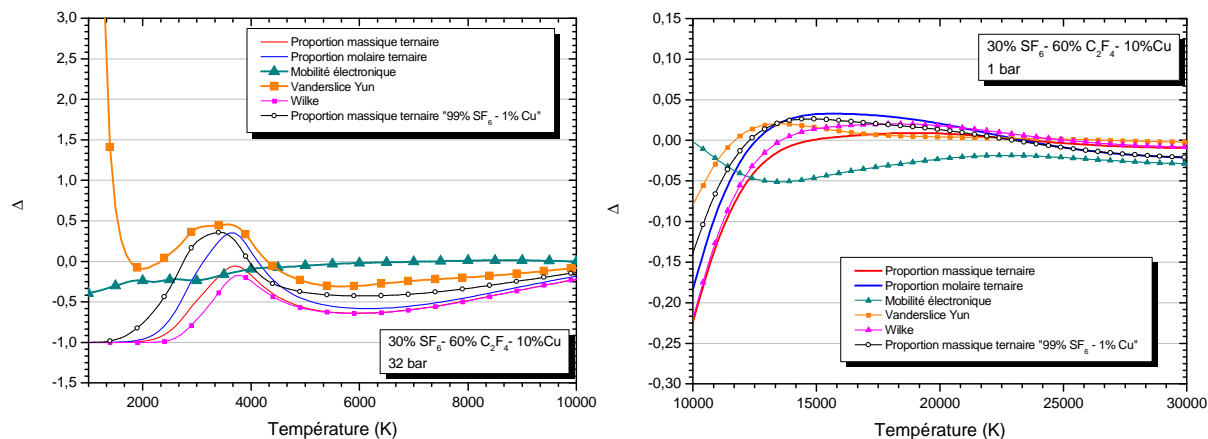 3,0
2,5
2,0
1,5
1,0
0,5
0,0
-0,5
-1,0
-1,5
Δ
Proportion massique ternaire
Proportion molaire ternaire
Mobilité électronique
Vanderslice Yun
Wilke
Proportion massique ternaire "99% SF6 - 1% Cu"
30% SF6- 60% C2F4- 10%Cu
32 bar
2000 4000 6000 8000 10000
Température (K)
0,15
0,10
0,05
0,00
-0,05
-0,10
-0,15
-0,20
-0,25
-0,30
Δ
30% SF6- 60% C2F4- 10%Cu
1 bar
Proportion massique ternaire
Proportion molaire ternaire
Mobilité électronique
Vanderslice Yun
Wilke
Proportion massique ternaire "99% SF6 - 1% Cu"
10000 15000 20000 25000 30000
Température (K)